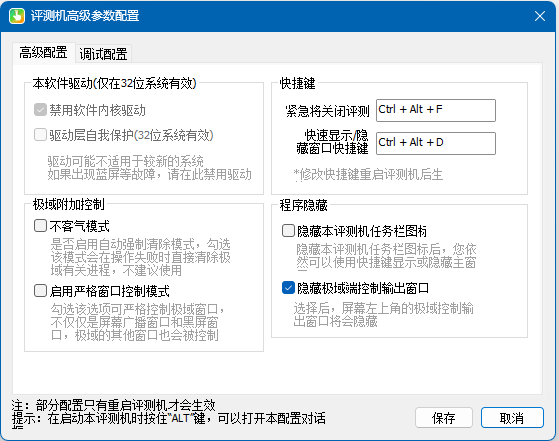 评测机高级参数配置
高级配置
调试配置
本软件驱动(仅在32位系统有效)
禁用软件内核驱动
驱动层自我保护(32位系统有效)
驱动可能不适用于较新的系统
如果出现蓝屏等故障，请在此禁用驱动
快捷键
紧急将关闭评测
Ctrl + Alt + F
快速显示/隐
藏窗口快捷键
Ctrl + Alt + D
*修改快捷键重启评测机后生
极域附加控制
不客气模式
是否启用自动强制清除模式，勾选
该模式会在操作失败时直接清除极
域有关进程，不建议使用
启用严格窗口控制模式
勾选该选项可严格控制极域窗口，
不仅仅是屏幕广播窗口和黑屏窗
口，极域的其他窗口也会被控制
程序隐藏
隐藏本评测机任务栏图标
隐藏本评测机任务栏图标后，您依
然可以使用快捷键显示或隐藏主窗
隐藏极域端控制输出窗口
选择后，屏幕左上角的极域控制输
出窗口将会隐藏
注：部分配置只有重启评测机才会生效
提示：在启动本评测机时按住“ALT”键，可以打开本配置对话
保存
取消